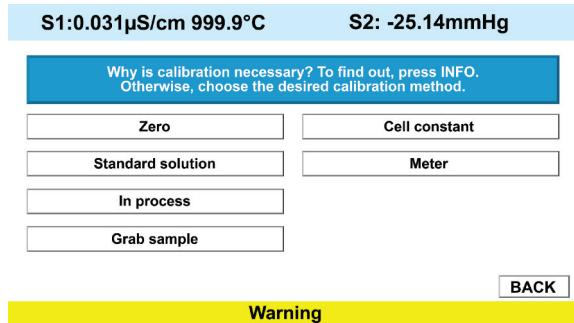 S1:0.031µS/cm 999.9°C S2: -25.14mmHg
Why is calibration necessary? To find out, press INFO.
Otherwise, choose the desired calibration method.
Zero Cell constant
Standard solution Meter
In process
Grab sample
BACK
Warning